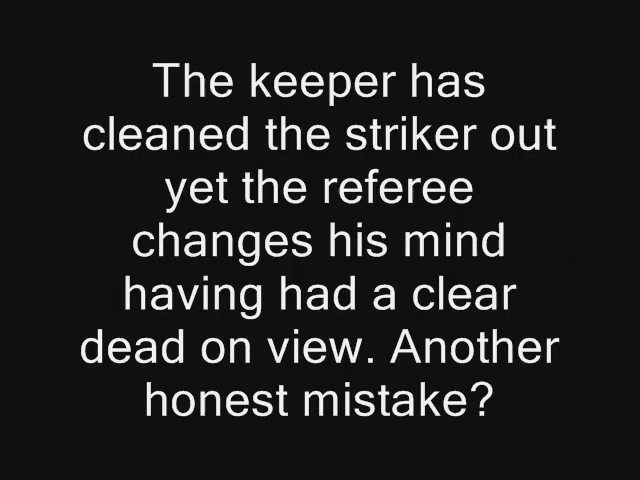 The keeper has
cleaned the striker out
yet the referee
changes his mind
having had a clear
dead on view. Another
honest mistake?